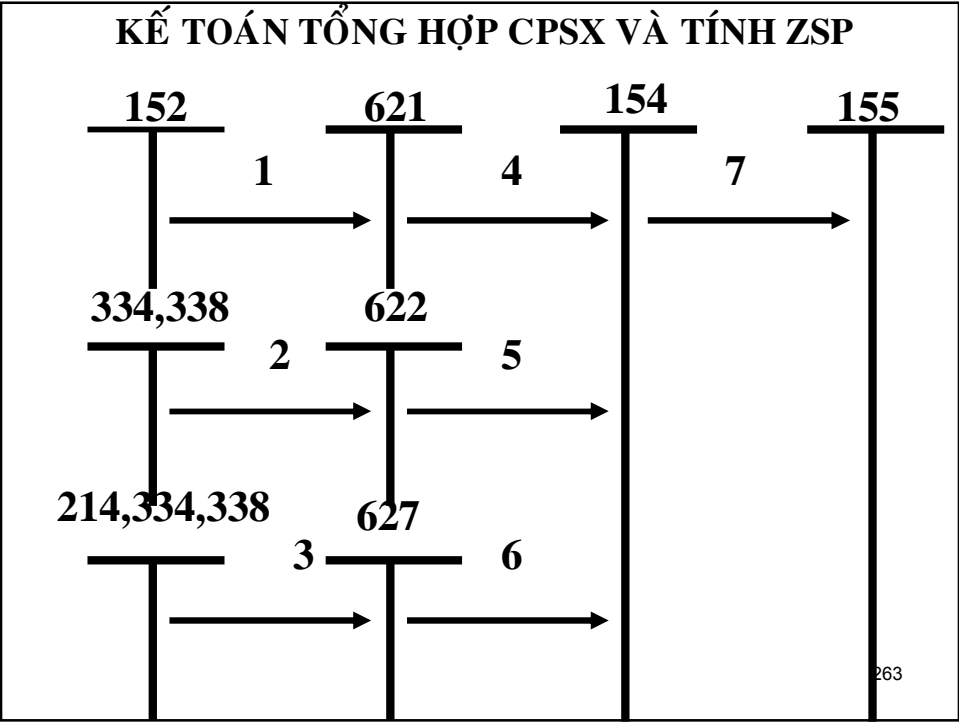 KẾ TOÁN TỔNG HỢP CPSX VÀ TÍNH ZSP
152 621 154 155
1 4 7
334,338 622
2 5
214,334,338 627
3 6
263